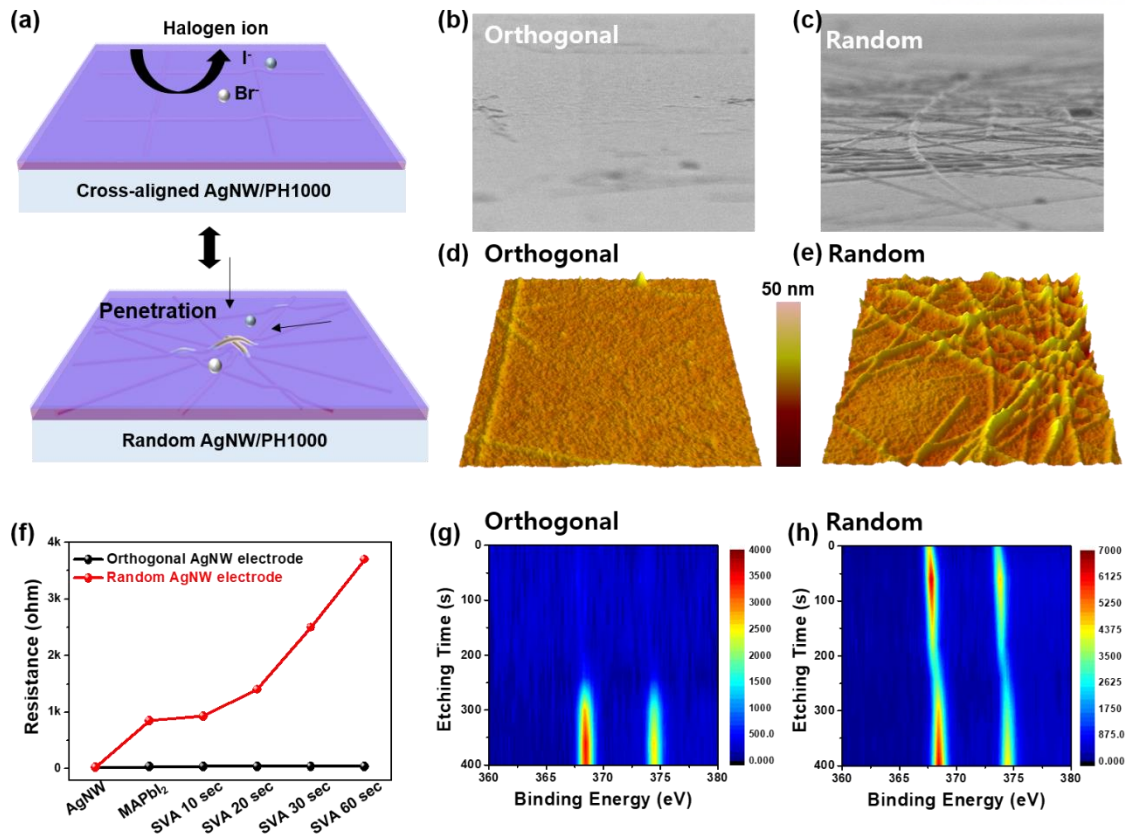 (a)
Halogen ion
I-
Br-
Cross-aligned AgNW/PH1000
Penetration
Random AgNW/PH1000
(b)
Orthogonal
(c)
Random
(d) Orthogonal
50 nm
(e) Random
(f)
4k
3k
2k
1k
0
Resistance (ohm)
Orthogonal AgNW electrode
Random AgNW electrode
AgNW
MAPbI2
SVA 10 sec
SVA 20 sec
SVA 30 sec
SVA 60 sec
(g) Orthogonal
0
100
200
300
400
Etching Time (s)
360 370 380
Binding Energy (eV)
4000
3500
3000
2500
2000
1500
1000
500.0
0.000
(h) Random
0
100
200
300
400
Etching Time (s)
360 370 380
Binding Energy (eV)
7000
6125
5250
4375
3500
2625
1750
875.0
0.000